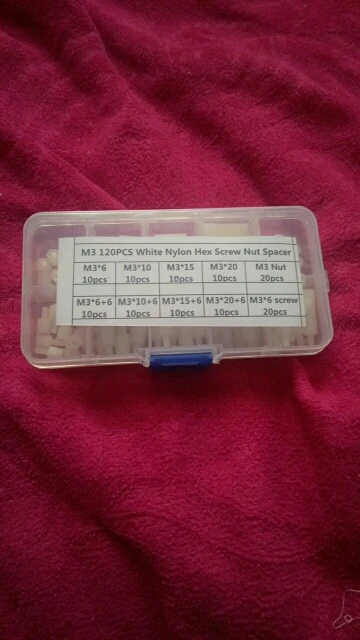 M3 120PCS White Nylon Hex Screw Nut Spacer
M3*6 M3*10 M3*15 M3*20 M3 Nut
10pcs 10pcs 10pcs 10pcs 20pcs
M3*6+6 M3*10+6 M3*15+6 M3*20+6 M3*6 screw
10pcs 10pcs 10pcs 10pcs 20pcs